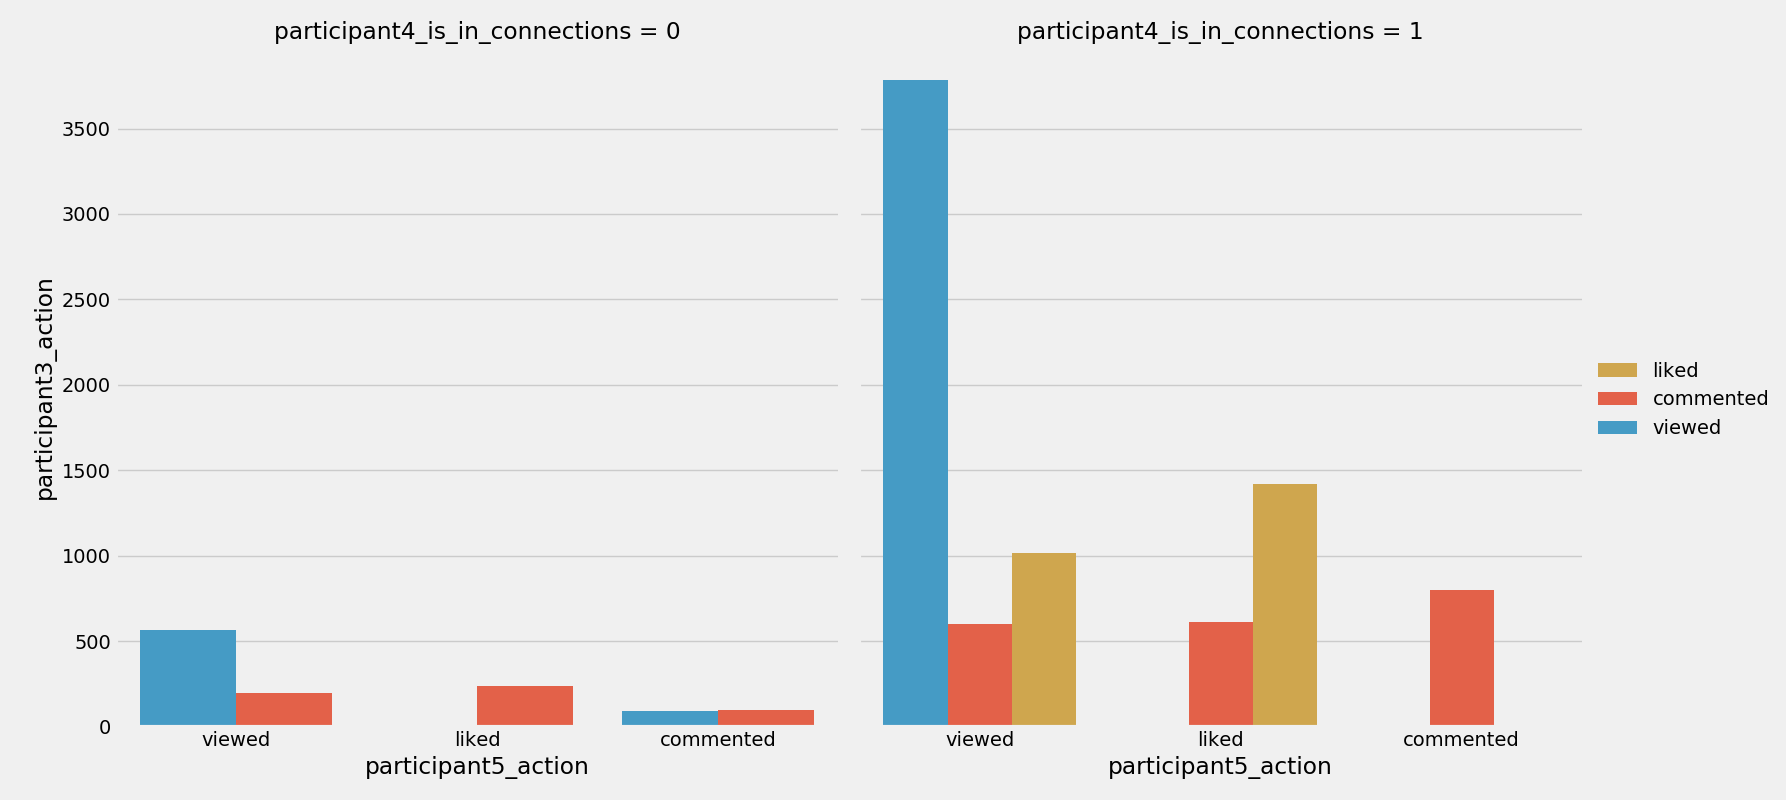 participant4_is_in_connections = 0
participant4_is_in_connections = 1
participant3_action
3500
3000
2500
2000
1500
1000
500
0
viewed
liked
commented
participant5_action
viewed
liked
commented
participant5_action
liked
commented
viewed